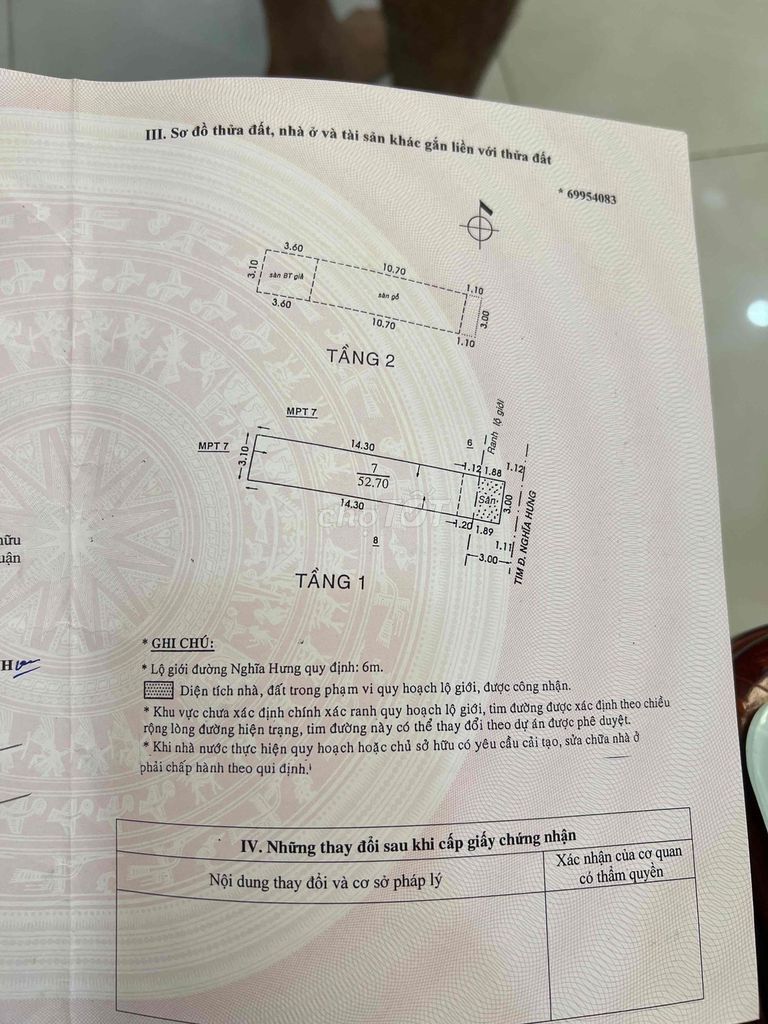 III. Sơ đồ thửa đất, nhà ở và tài sản khác gắn liền với thửa đất
* 69954083
3.60
10.70
3.10
sàn BT giả
sàn gỗ
1.10
3.00
3.60
10.70
1.10
TẦNG 2
MPT 7
MPT 7
3.10
14.30
7
52.70
6
Ranh lộ giới
1.12
1.88
1.12
Sân
3.00
14.30
1.20
1.89
1.11
3.00
TIM Đ. NGHĨA HƯNG
8
chợ TỐT
TẦNG 1
hữu
uận
H
* GHI CHÚ:
* Lộ giới đường Nghĩa Hưng quy định: 6m.
Diện tích nhà, đất trong phạm vi quy hoạch lộ giới, được công nhận.
* Khu vực chưa xác định chính xác ranh quy hoạch lộ giới, tim đường được xác định theo chiều
rộng lòng đường hiện trạng, tim đường này có thể thay đổi theo dự án được phê duyệt.
* Khi nhà nước thực hiện quy hoạch hoặc chủ sở hữu có yêu cầu cải tạo, sửa chữa nhà ở
phải chấp hành theo qui định.
IV. Những thay đổi sau khi cấp giấy chứng nhận
Nội dung thay đổi và cơ sở pháp lý
Xác nhận của cơ quan
có thẩm quyền